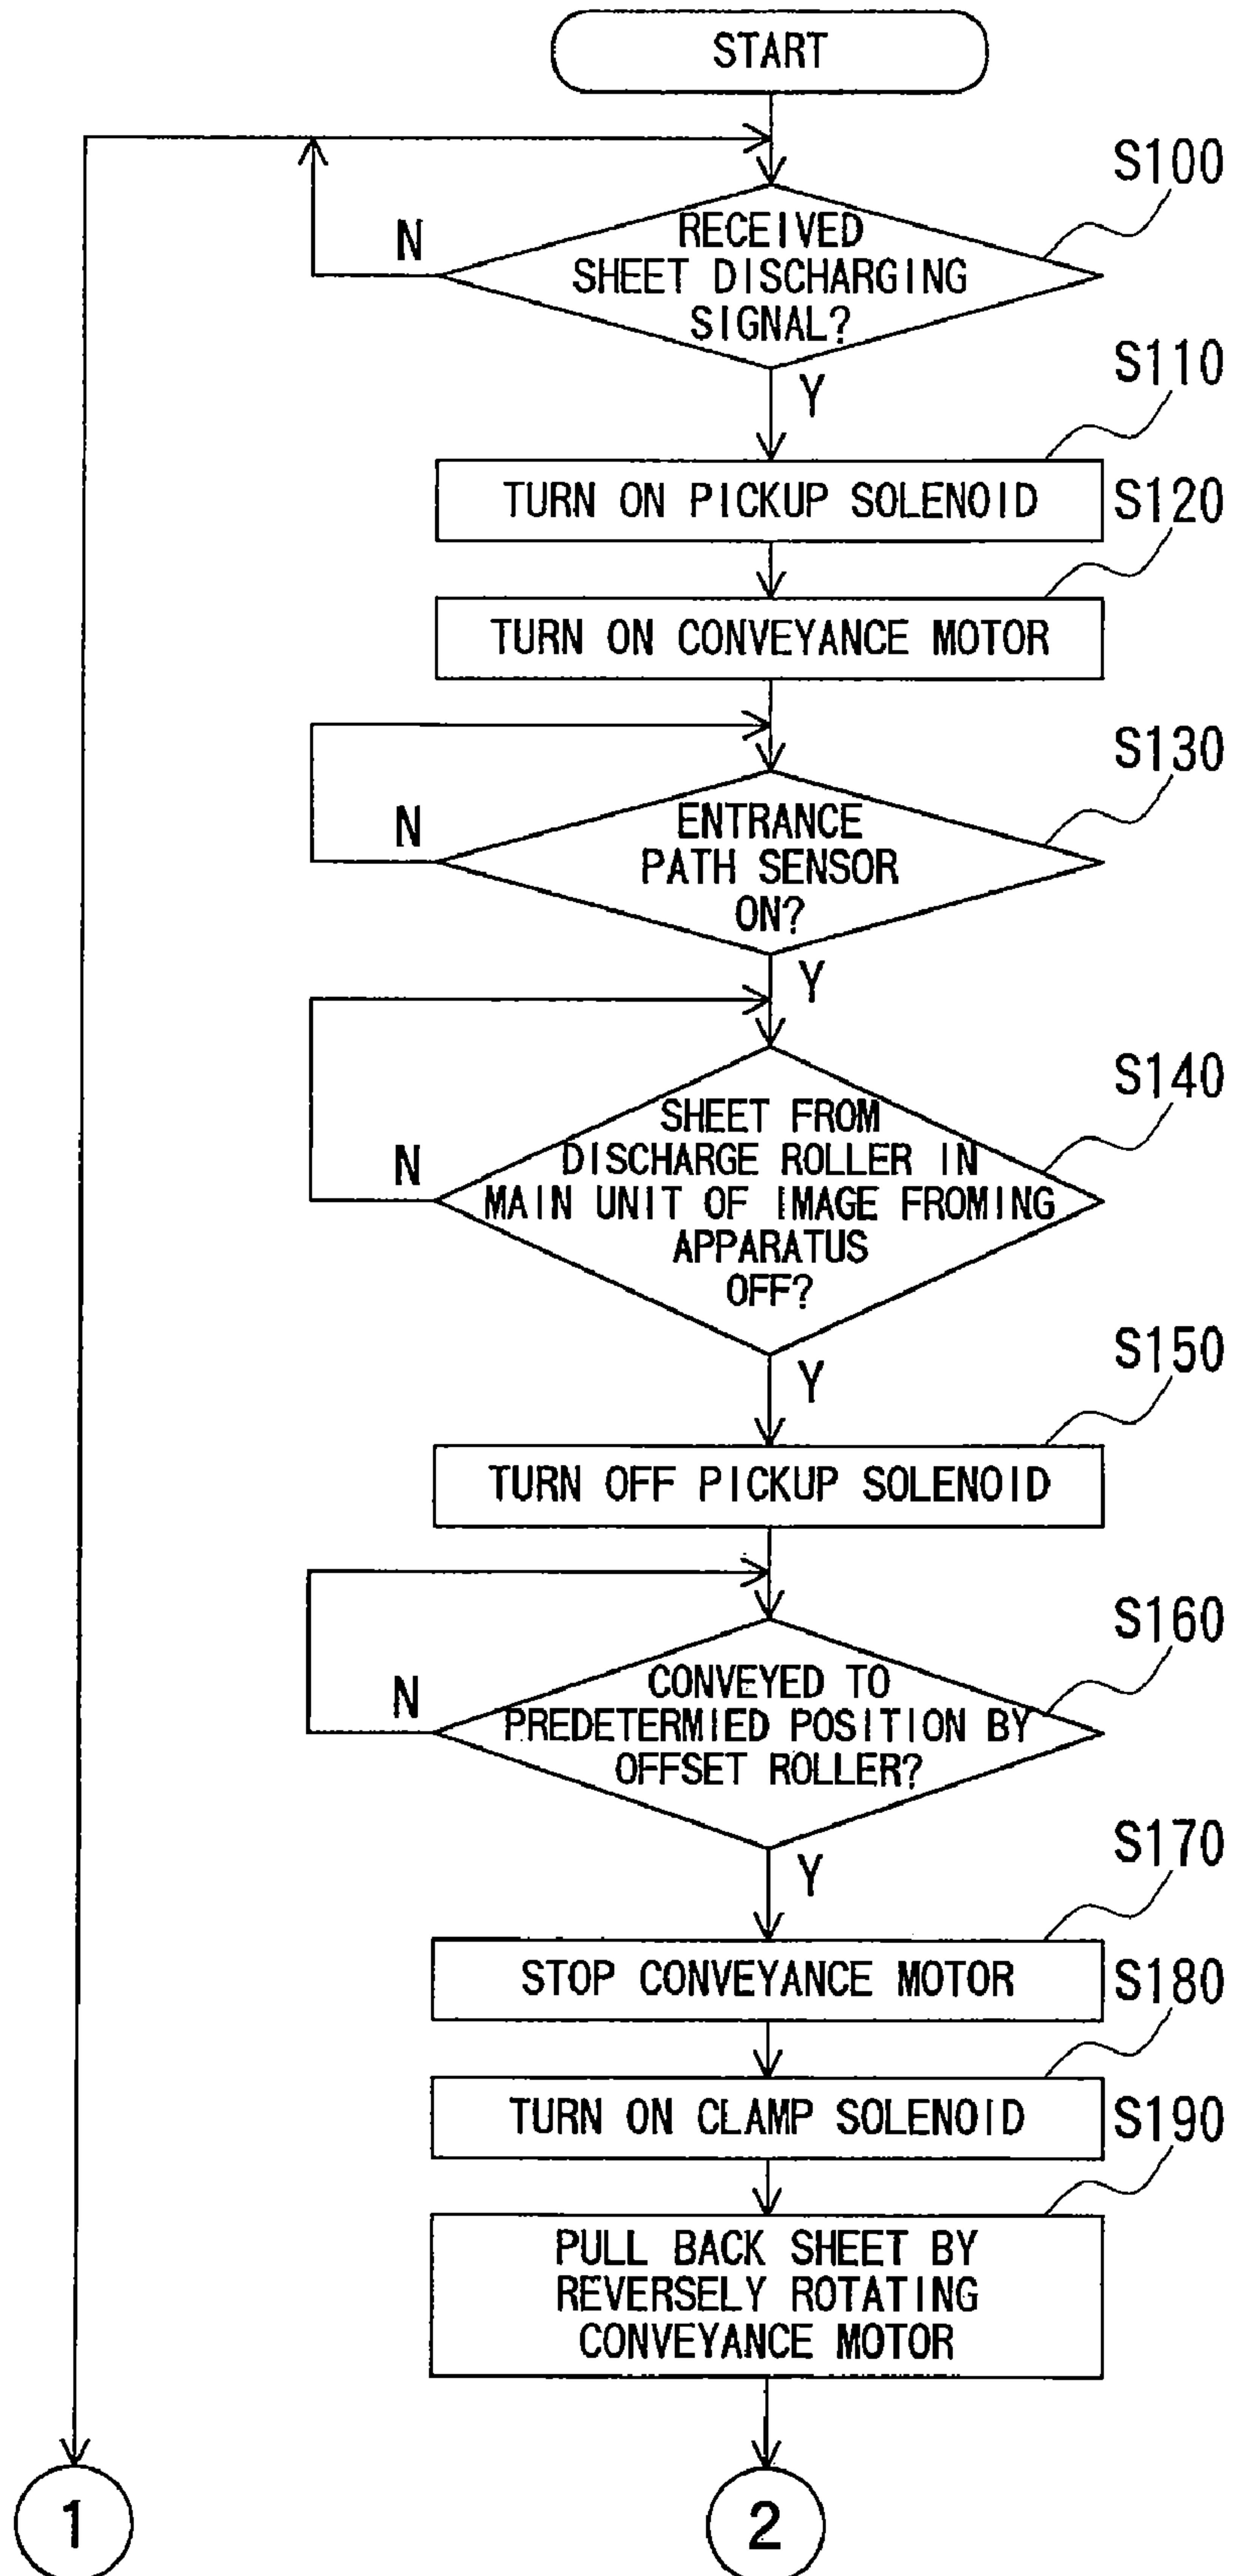 START
S100
RECEIVED
SHEET DISCHARGING
SIGNAL?
N
Y
S110
TURN ON PICKUP SOLENOID
S120
TURN ON CONVEYANCE MOTOR
S130
ENTRANCE
PATH SENSOR
ON?
N
Y
S140
SHEET FROM
DISCHARGE ROLLER IN
MAIN UNIT OF IMAGE FROMING
APPARATUS
OFF?
N
Y
S150
TURN OFF PICKUP SOLENOID
S160
CONVEYED TO
PREDETERMIED POSITION BY
OFFSET ROLLER?
N
Y
S170
STOP CONVEYANCE MOTOR
S180
TURN ON CLAMP SOLENOID
S190
PULL BACK SHEET BY
REVERSELY ROTATING
CONVEYANCE MOTOR
1
2